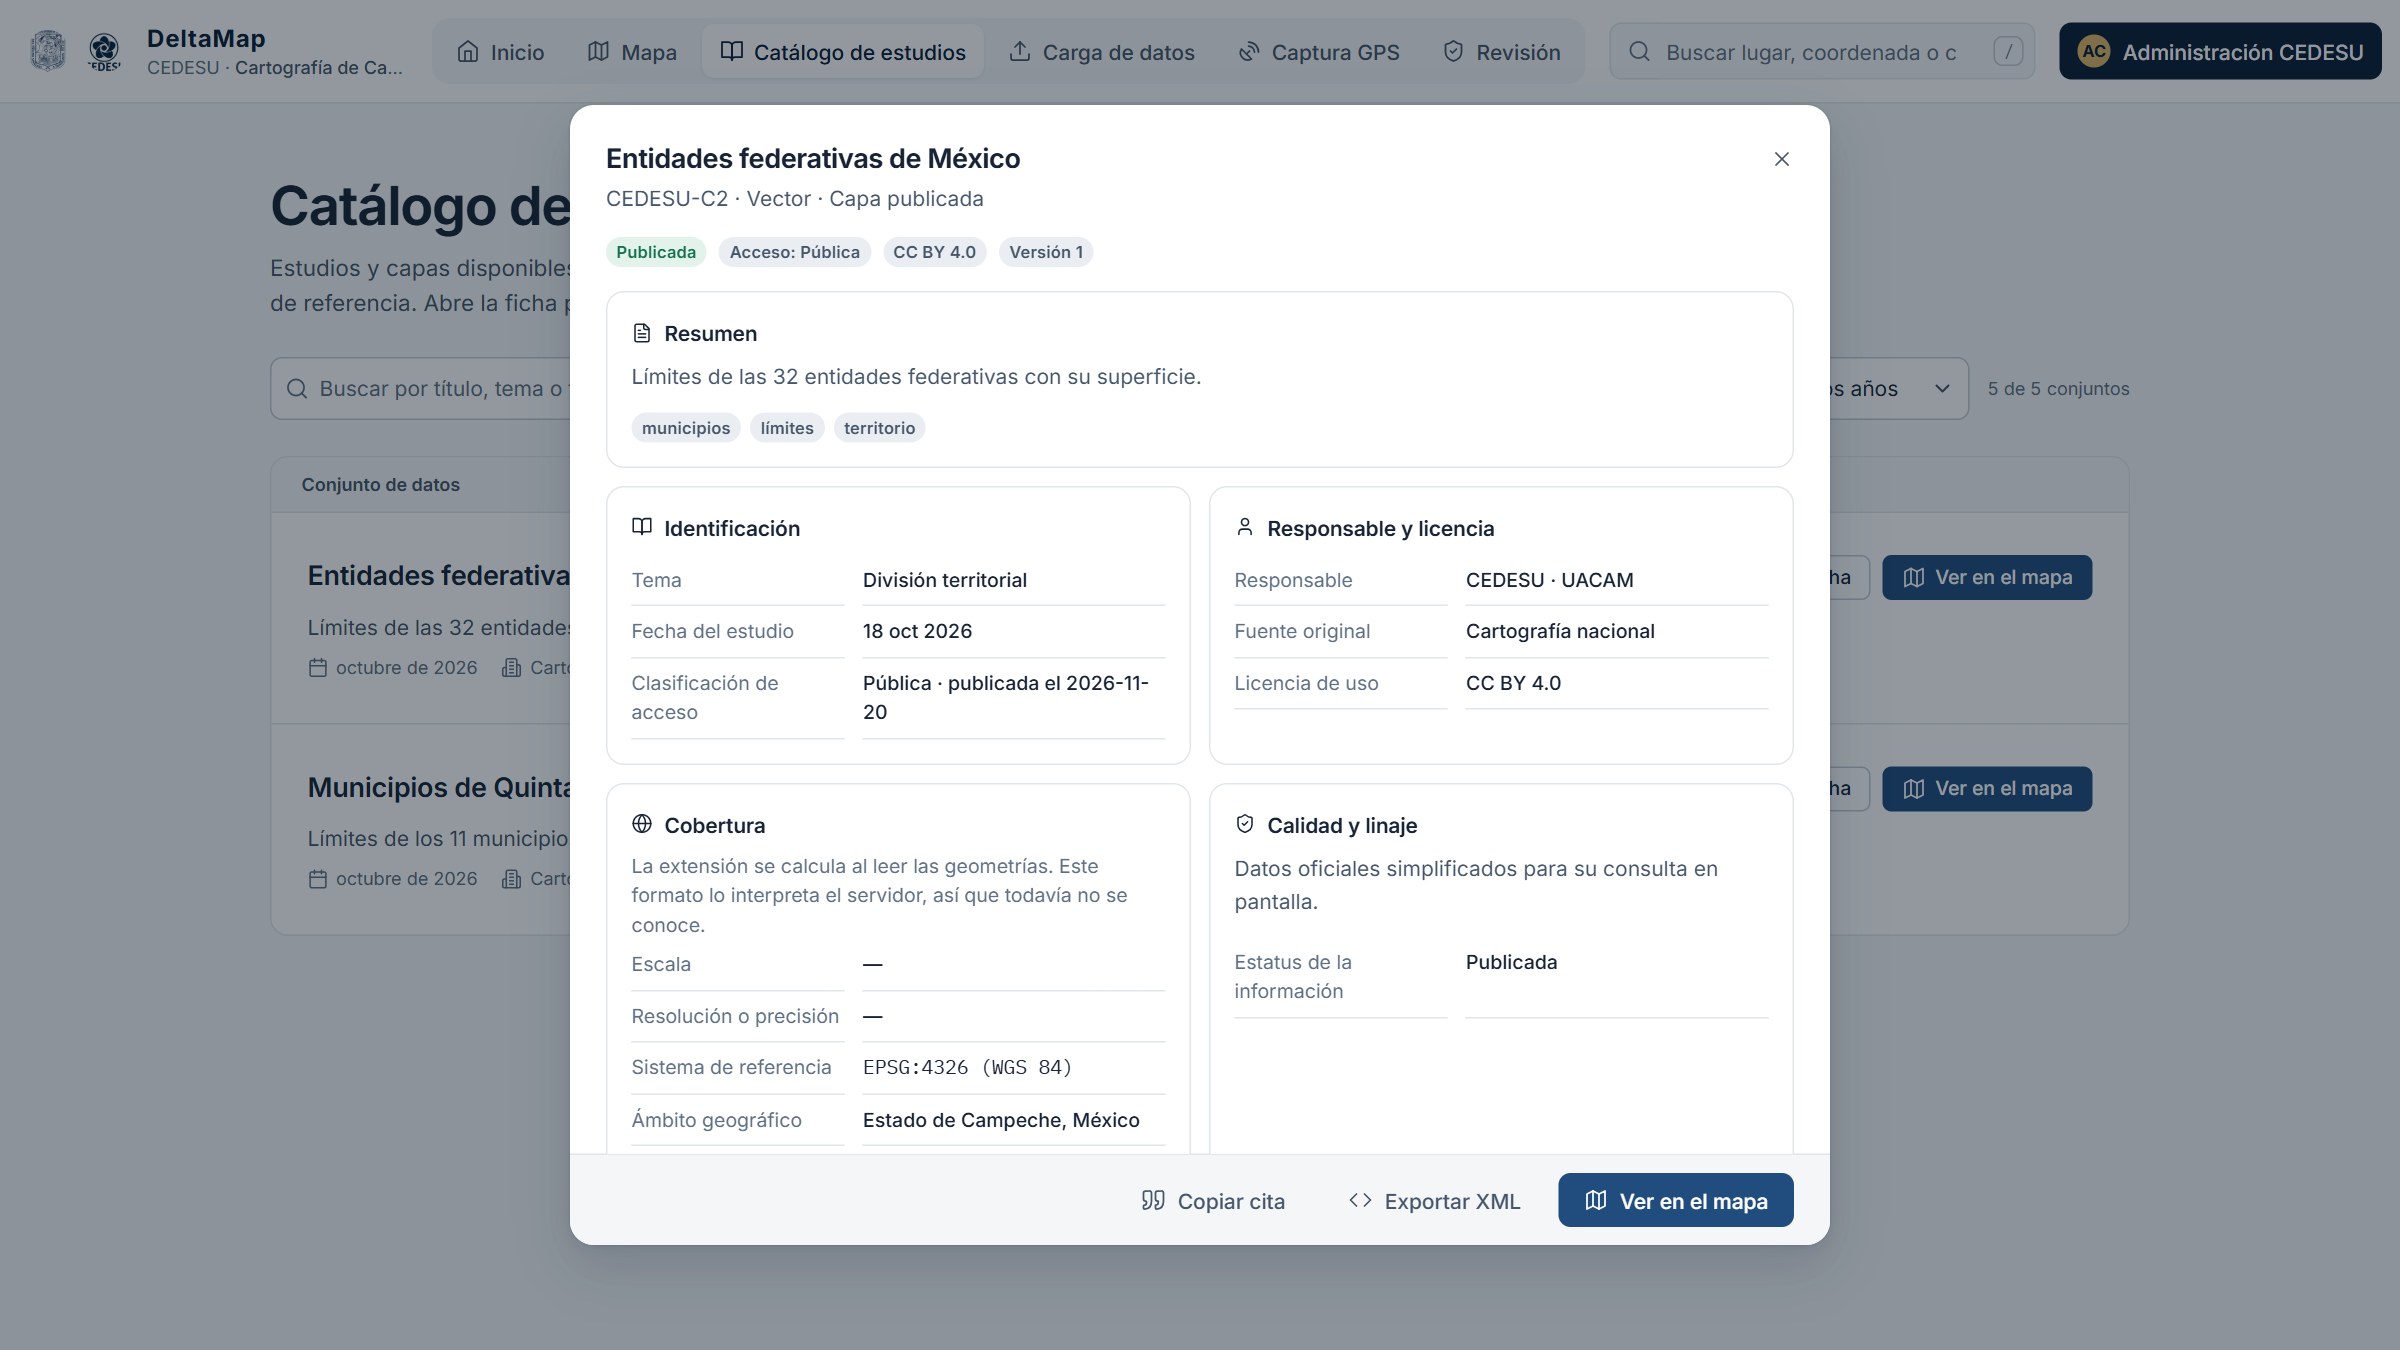 DeltaMap
CEDESU · Cartografía de Ca...
Inicio
Mapa
Catálogo de estudios
Carga de datos
Captura GPS
Revisión
Buscar lugar, coordenada o c
/
AC
Administración CEDESU
Catálogo de
Estudios y capas disponibles
de referencia. Abre la ficha
Buscar por título, tema o
os años
5 de 5 conjuntos
Conjunto de datos
Entidades federativa
Límites de las 32 entidades
octubre de 2026
Carto
ha
Ver en el mapa
Municipios de Quinta
Límites de los 11 municipio
octubre de 2026
Carto
ha
Ver en el mapa
Entidades federativas de México
CEDESU-C2 · Vector · Capa publicada
Publicada
Acceso: Pública
CC BY 4.0
Versión 1
Resumen
Límites de las 32 entidades federativas con su superficie.
municipios
límites
territorio
Identificación
Tema
División territorial
Fecha del estudio
18 oct 2026
Clasificación de
acceso
Pública · publicada el 2026-11-
20
Responsable y licencia
Responsable
CEDESU · UACAM
Fuente original
Cartografía nacional
Licencia de uso
CC BY 4.0
Cobertura
La extensión se calcula al leer las geometrías. Este
formato lo interpreta el servidor, así que todavía no se
conoce.
Escala
—
Resolución o precisión
—
Sistema de referencia
EPSG:4326 (WGS 84)
Ámbito geográfico
Estado de Campeche, México
Calidad y linaje
Datos oficiales simplificados para su consulta en
pantalla.
Estatus de la
información
Publicada
Copiar cita
Exportar XML
Ver en el mapa